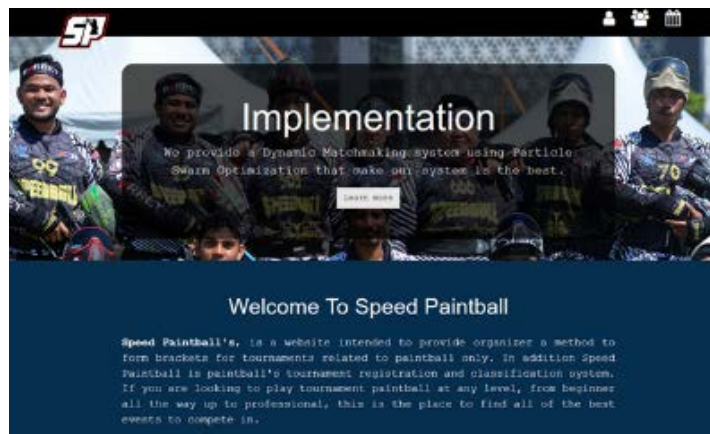 SP
Implementation
We provide a Dynamic Matchmaking system using Particle
Swarm Optimization that make our system is the best.
Learn more
99
70
Welcome To Speed Paintball
Speed Paintball's, is a website intended to provide organizer a method to
form brackets for tournaments related to paintball only. In addition Speed
Paintball is paintball's tournament registration and classification system.
If you are looking to play tournament paintball at any level, from beginner
all the way up to professional, this is the place to find all of the best
events to compete in.